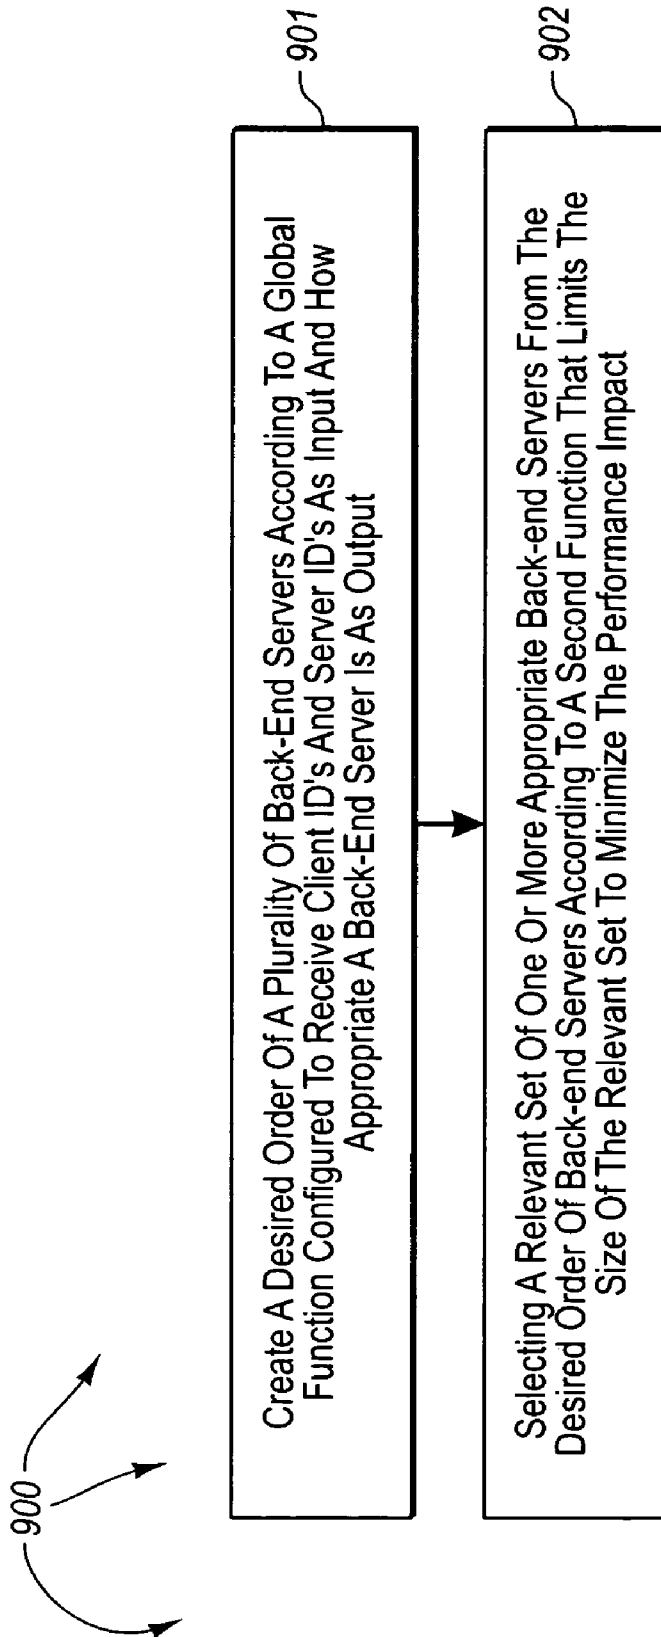 900
Create A Desired Order Of A Plurality Of Back-End Servers According To A Global
Function Configured To Receive Client ID's And Server ID's As Input And How
Appropriate A Back-End Server Is As Output
901
Selecting A Relevant Set Of One Or More Appropriate Back-end Servers From The
Desired Order Of Back-end Servers According To A Second Function That Limits The
Size Of The Relevant Set To Minimize The Performance Impact
902